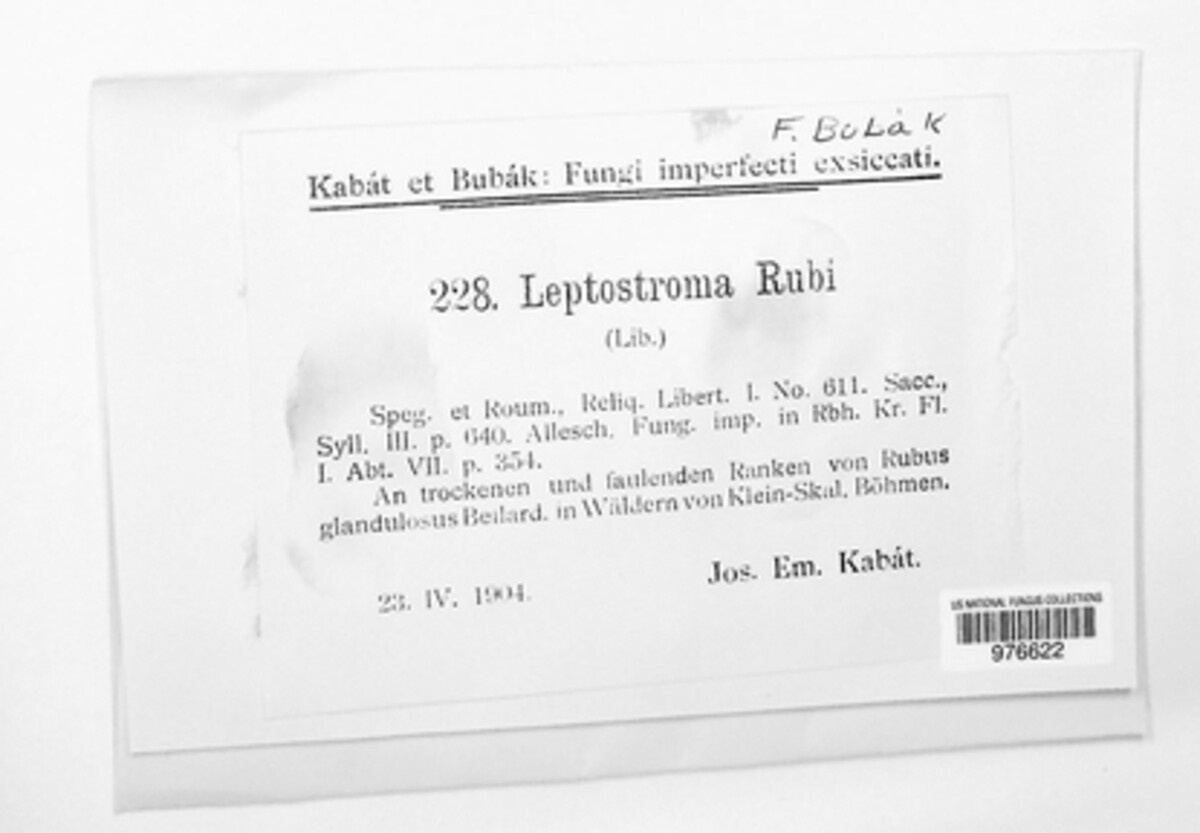 F. Bubák
Kabát et Bubák: Fungi imperfecti exsiccati.
228. Leptostroma Rubi
(Lib.)
Speg. et Roum., Reliq. Libert. I. No. 611. Sacc.,
Syll. III. p. 640. Allesch. Fung. imp. in Rbh. Kr. Fl.
I. Abt. VII. p. 354.
An trockenen und faulenden Ranken von Rubus
glandulosus Bellard. in Wäldern von Klein-Skal. Böhmen.
23. IV. 1904.
Jos. Em. Kabát.
US NATIONAL FUNGUS COLLECTIONS
976622